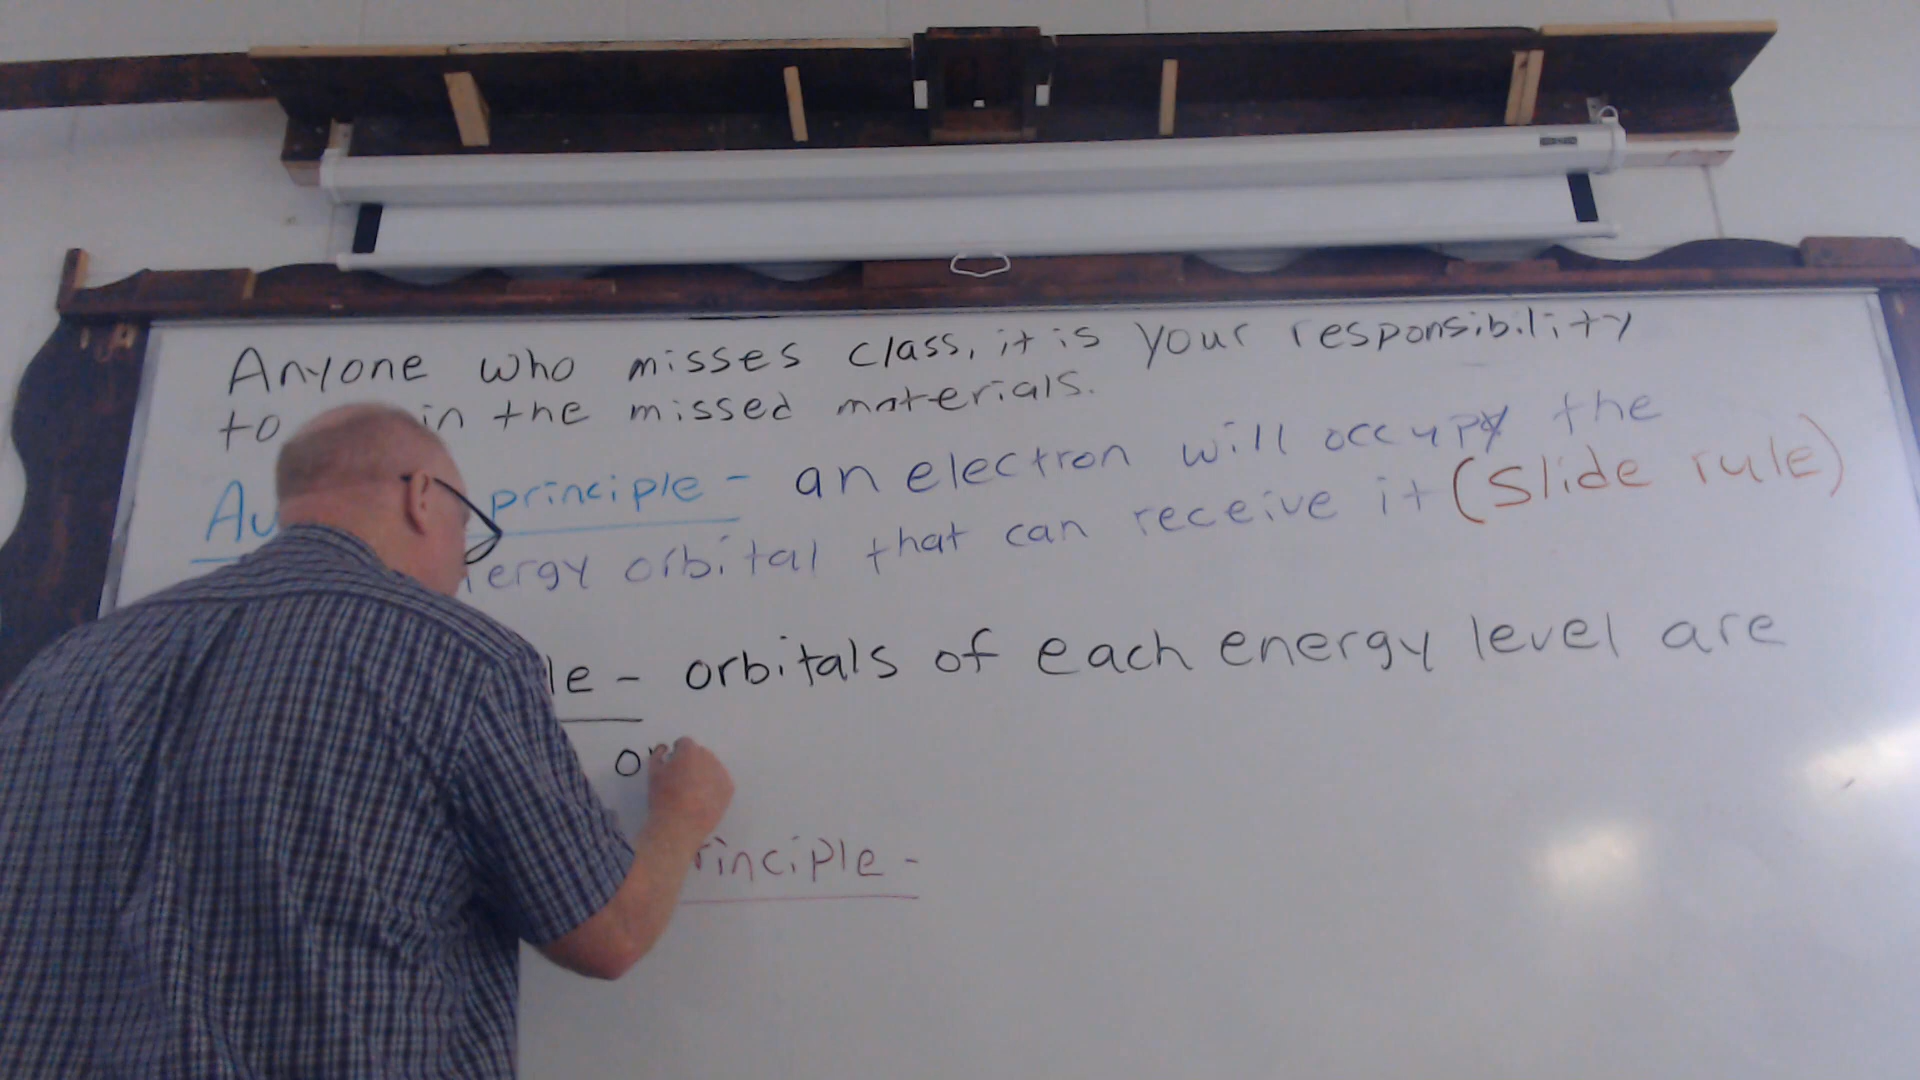 Anyone who misses class, it is your responsibility
to in the missed materials.
Au principle - an electron will occupy the
ergy orbital that can receive it (Slide rule)
le - orbitals of each energy level are
o
rinciple -